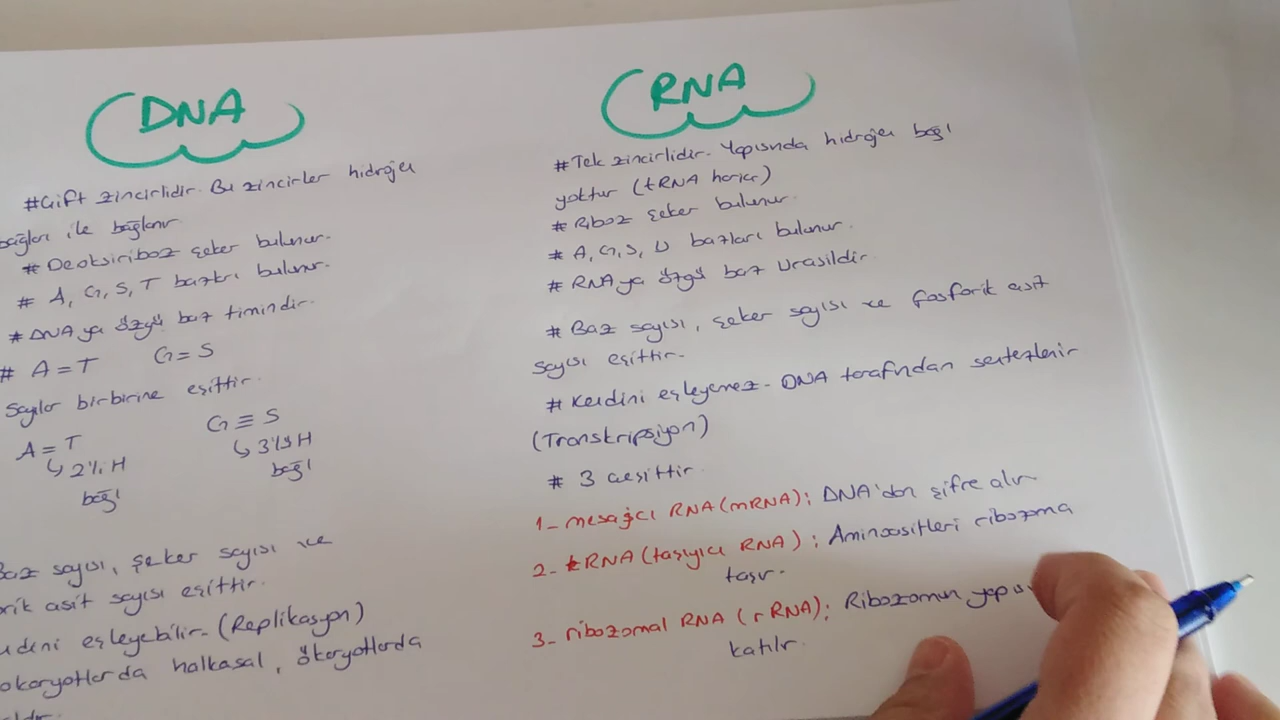 DNA
#Çift zincirlidir. Bu zincirler hidrojen
bağları ile bağlanır
# Deoksiriboz şeker bulunur.
# A, G, S, T bazları bulunur.
# DNA ya özgü baz timindir.
# A = T G = S
Sayılar birbirine eşittir.
A = T G ≡ S
↳ 2'li H ↳ 3'lü H
bağı bağı
Baz sayısı, şeker sayısı ve
asit sayısı eşittir.
eşleyebilir. (Replikasyon)
halkasal, ökaryotlarda
RNA
#Tek zincirlidir. Yapısında hidrojen bağı
yoktur (tRNA hariç)
# Riboz şeker bulunur.
# A, G, S, U bazları bulunur.
# RNA ya özgü baz Urasildir.
# Baz sayısı, şeker sayısı ve fosforik asit
sayısı eşittir.
# Kendini eşleyemez. DNA tarafından sentezlenir
(Transkripsiyon)
# 3 çeşittir.
1- mesajcı RNA (mRNA); DNA'dan şifre alır
2- tRNA (taşıyıcı RNA); Aminoasitleri ribozoma
taşır.
3- ribozomal RNA (rRNA); Ribozomun
katılır.